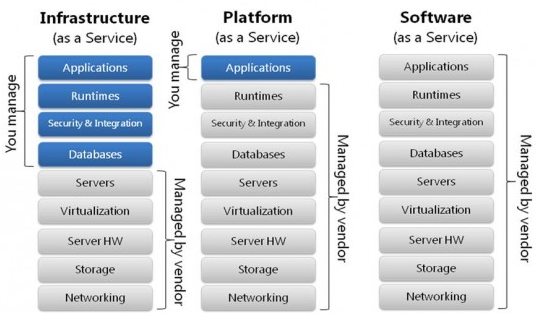 Infrastructure
(as a Service)
You manage
Applications
Runtimes
Security & Integration
Databases
Servers
Virtualization
Server HW
Storage
Networking
Managed by vendor
Platform
(as a Service)
You manage
Applications
Runtimes
Security & Integration
Databases
Servers
Virtualization
Server HW
Storage
Networking
Managed by vendor
Software
(as a Service)
Applications
Runtimes
Security & Integration
Databases
Servers
Virtualization
Server HW
Storage
Networking
Managed by vendor